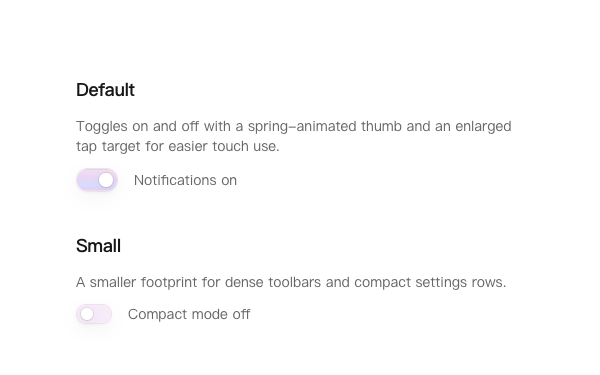 Default
Toggles on and off with a spring–animated thumb and an enlarged
tap target for easier touch use.
Notifications on
Small
A smaller footprint for dense toolbars and compact settings rows.
Compact mode off